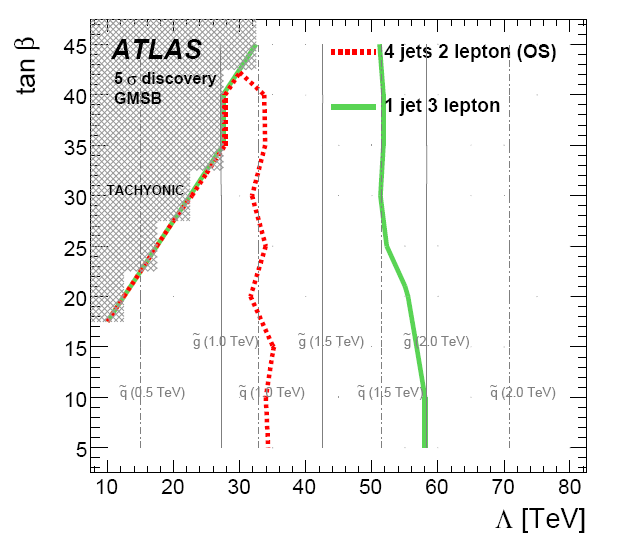 tan β
45
40
35
30
25
20
15
10
5
ATLAS
5 σ discovery
GMSB
TACHYONIC
4 jets 2 lepton (OS)
1 jet 3 lepton
g̃ (1.0 TeV)
g̃ (1.5 TeV)
g̃ (2.0 TeV)
q̃ (0.5 TeV)
q̃ (1.0 TeV)
q̃ (1.5 TeV)
q̃ (2.0 TeV)
10 20 30 40 50 60 70 80
Λ [TeV]